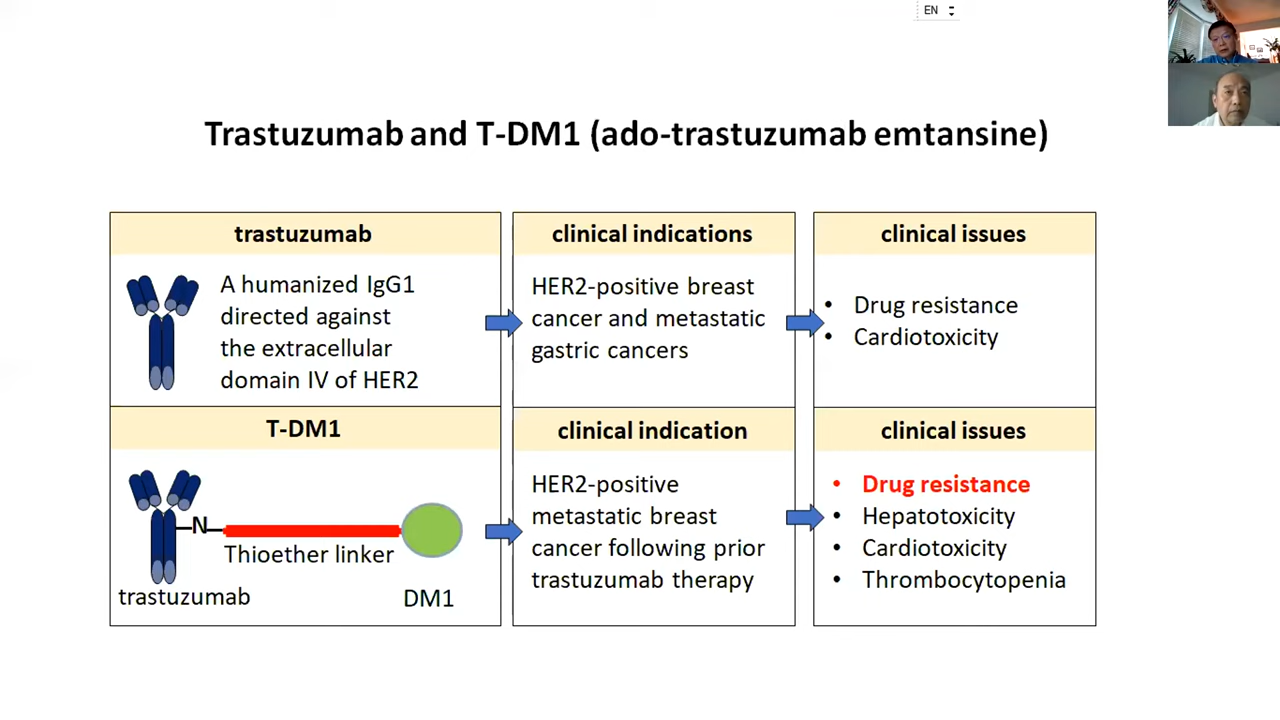 EN
Trastuzumab and T-DM1 (ado-trastuzumab emtansine)
trastuzumab
A humanized IgG1
directed against
the extracellular
domain IV of HER2
clinical indications
HER2-positive breast
cancer and metastatic
gastric cancers
clinical issues
• Drug resistance
• Cardiotoxicity
T-DM1
N
Thioether linker
trastuzumab
DM1
clinical indication
HER2-positive
metastatic breast
cancer following prior
trastuzumab therapy
clinical issues
• Drug resistance
• Hepatotoxicity
• Cardiotoxicity
• Thrombocytopenia